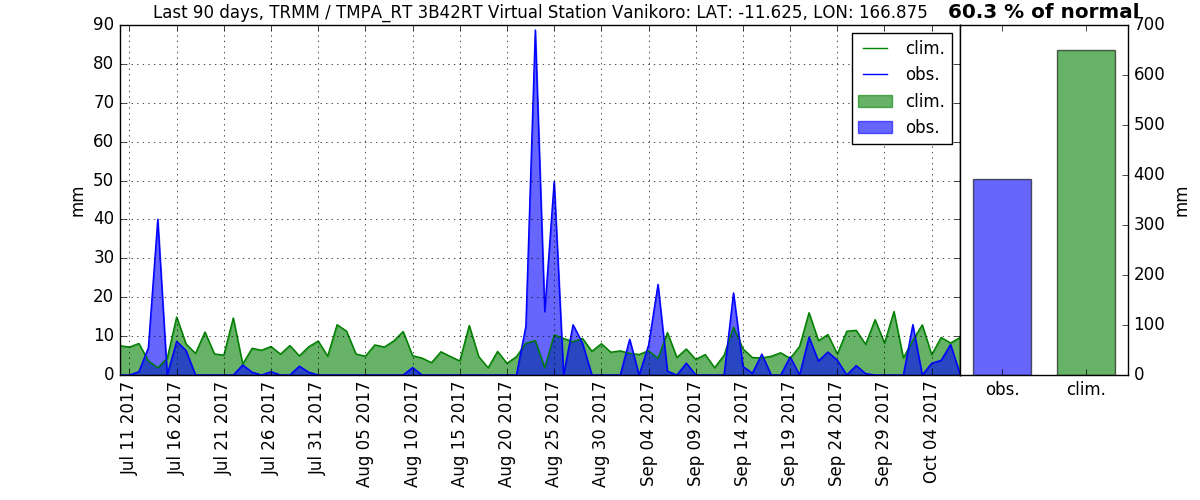 Last 90 days, TRMM / TMPA_RT 3B42RT Virtual Station Vanikoro: LAT: -11.625, LON: 166.875
60.3 % of normal
90
80
70
60
50
40
30
20
10
0
mm
clim.
obs.
clim.
obs.
700
600
500
400
300
200
100
0
mm
Jul 11 2017
Jul 16 2017
Jul 21 2017
Jul 26 2017
Jul 31 2017
Aug 05 2017
Aug 10 2017
Aug 15 2017
Aug 20 2017
Aug 25 2017
Aug 30 2017
Sep 04 2017
Sep 09 2017
Sep 14 2017
Sep 19 2017
Sep 24 2017
Sep 29 2017
Oct 04 2017
obs.
clim.